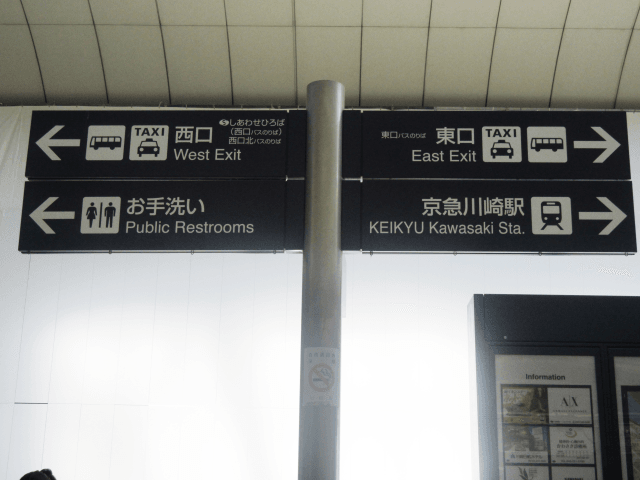 TAXI
西口
West Exit
しあわせひろば
(西口バスのりば)
西口北バスのりば
東口バスのりば
東口
East Exit
TAXI
お手洗い
Public Restrooms
京急川崎駅
KEIKYU Kawasaki Sta.
Information
A|X